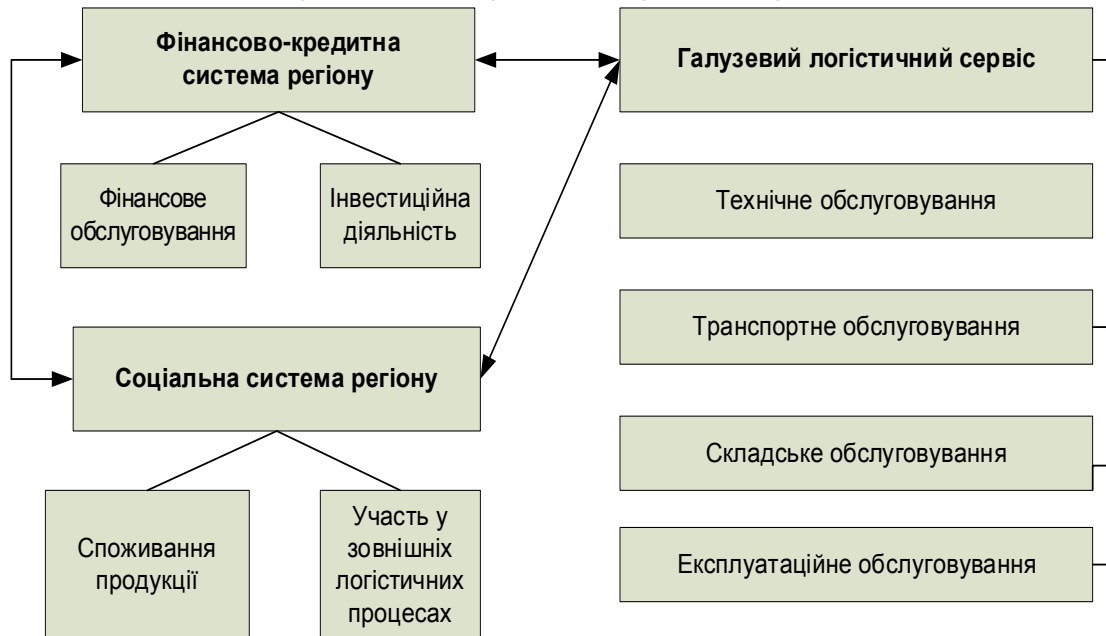 Фінансово-кредитна
система регіону
Галузевий логістичний сервіс
Фінансове
обслуговування
Інвестиційна
діяльність
Технічне обслуговування
Транспортне обслуговування
Соціальна система регіону
Складське обслуговування
Споживання
продукції
Участь у
зовнішніх
логістичних
процесах
Експлуатаційне обслуговування